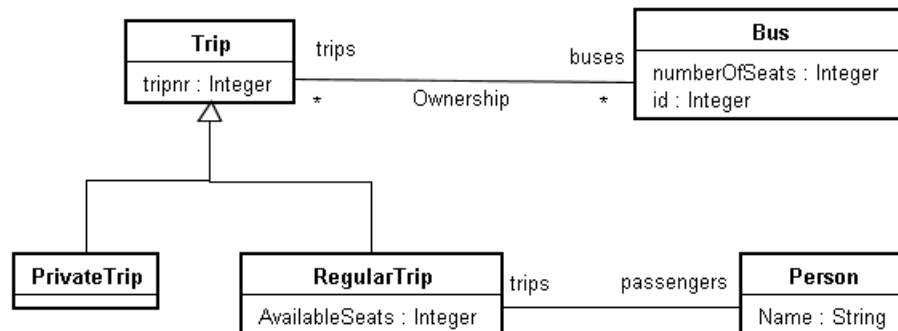 Trip
tripnr : Integer
trips
buses
*
Ownership
*
Bus
numberOfSeats : Integer
id : Integer
PrivateTrip
RegularTrip
AvailableSeats : Integer
trips
passengers
Person
Name : String